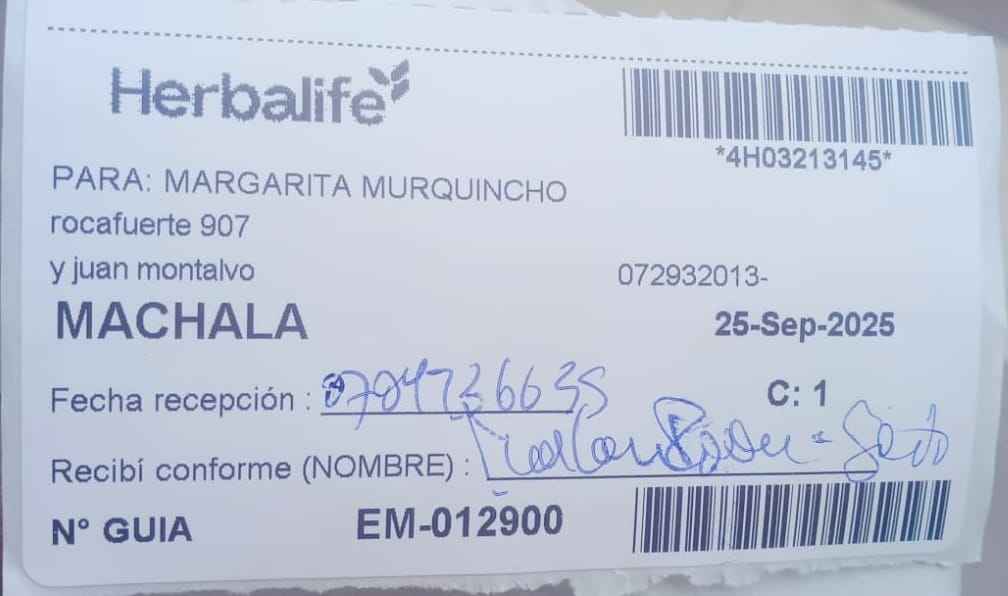 Herbalife
*4H03213145*
PARA: MARGARITA MURQUINCHO
rocafuerte 907
y juan montalvo
072932013-
MACHALA
25-Sep-2025
Fecha recepción : 0704736635
C: 1
Recibí conforme (NOMBRE) :
N° GUIA EM-012900